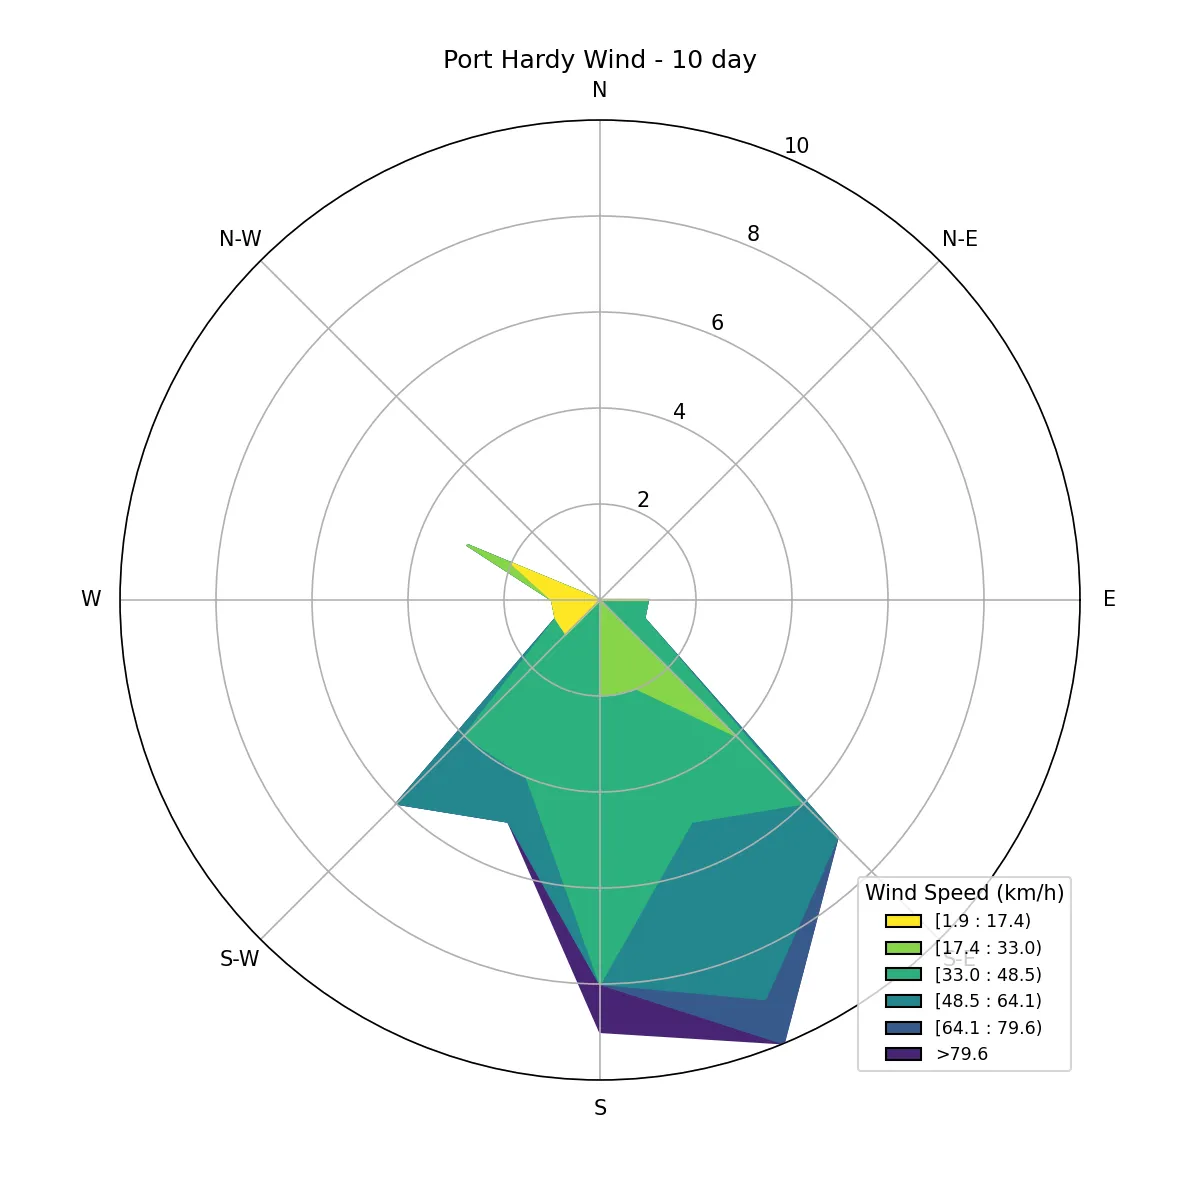 Port Hardy Wind - 10 day
N
10
N-W
8
N-E
6
4
2
W
E
Wind Speed (km/h)
[1.9 : 17.4)
[17.4 : 33.0)
[33.0 : 48.5)
[48.5 : 64.1)
[64.1 : 79.6)
>79.6
S-W
S-E
S